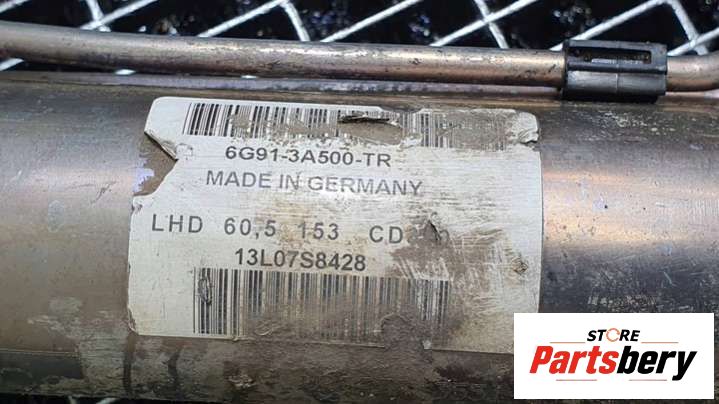 6G91-3A500-TR
MADE IN GERMANY
LHD 60,5 153 CD
13L07S8428
STORE
Partsbery